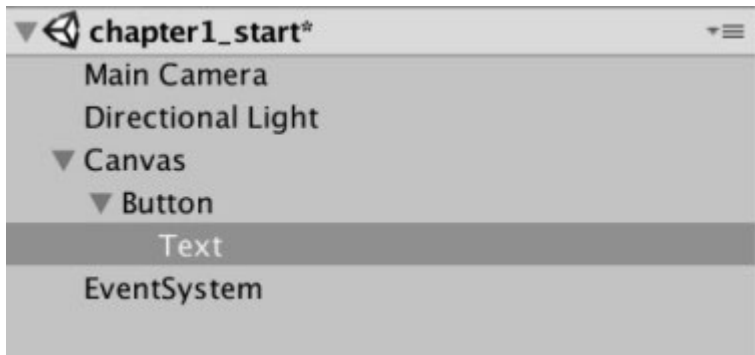 chapter1_start*
Main Camera
Directional Light
Canvas
Button
Text
EventSystem